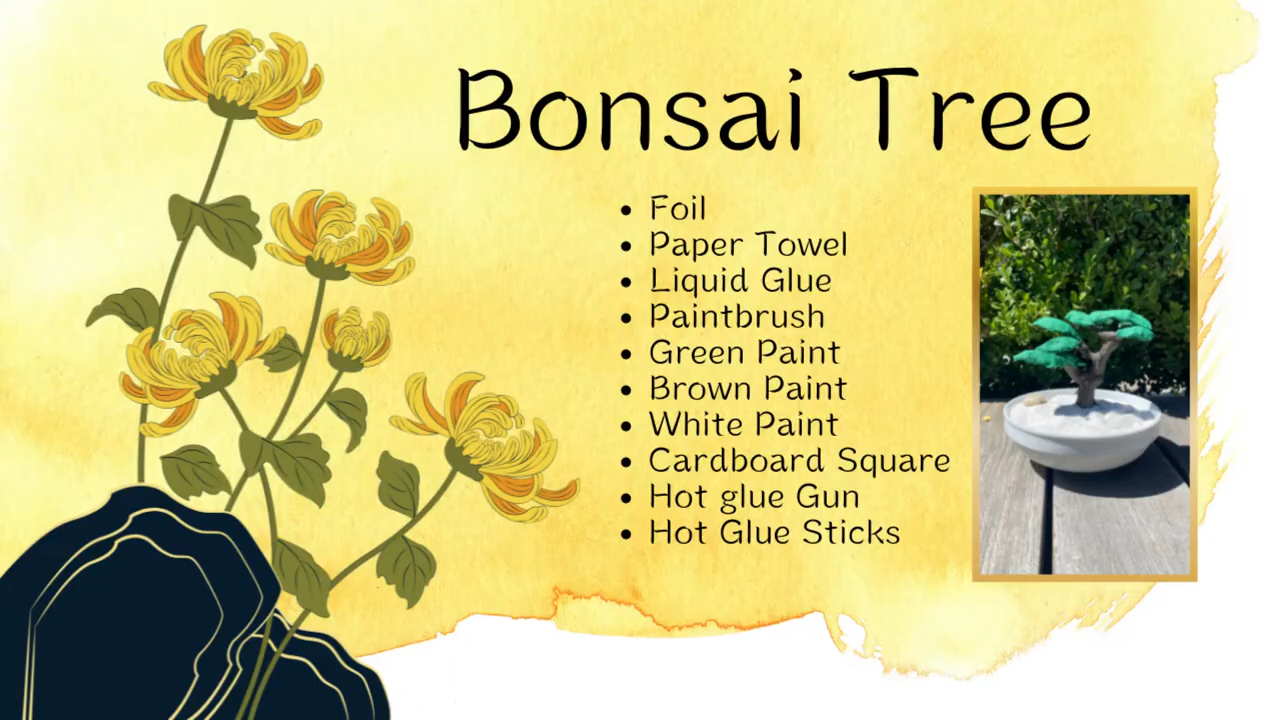 Bonsai Tree
• Foil
• Paper Towel
• Liquid Glue
• Paintbrush
• Green Paint
• Brown Paint
• White Paint
• Cardboard Square
• Hot glue Gun
• Hot Glue Sticks